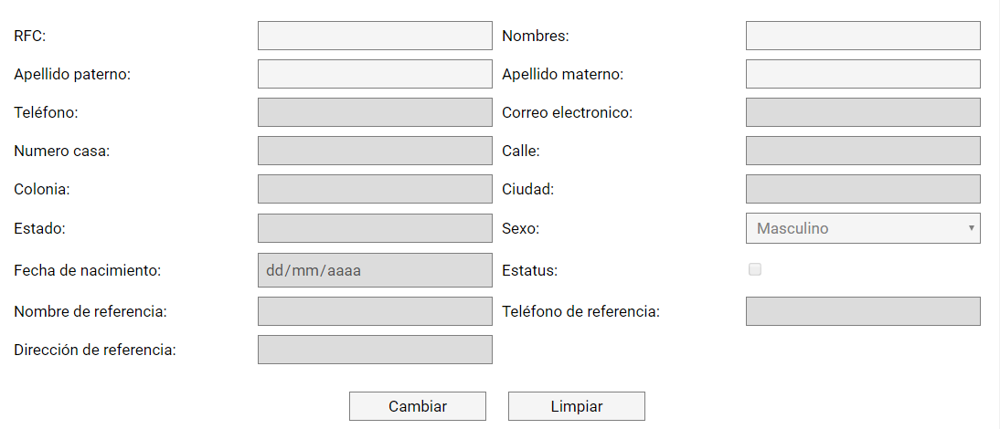 RFC: Nombres:
Apellido paterno: Apellido materno:
Teléfono: Correo electronico:
Numero casa: Calle:
Colonia: Ciudad:
Estado: Sexo: Masculino
Fecha de nacimiento: dd/mm/aaaa Estatus:
Nombre de referencia: Teléfono de referencia:
Dirección de referencia:
Cambiar Limpiar